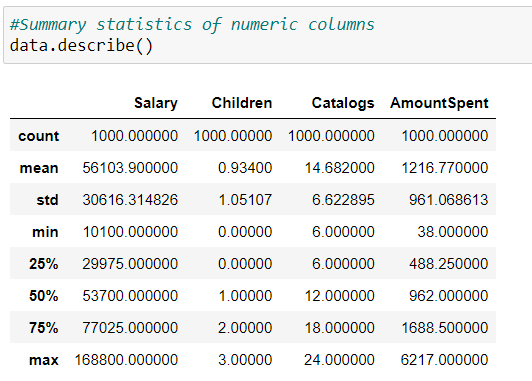 #Summary statistics of numeric columns
data.describe()
Salary Children Catalogs AmountSpent
count 1000.000000 1000.00000 1000.000000 1000.000000
mean 56103.900000 0.93400 14.682000 1216.770000
std 30616.314826 1.05107 6.622895 961.068613
min 10100.000000 0.00000 6.000000 38.000000
25% 29975.000000 0.00000 6.000000 488.250000
50% 53700.000000 1.00000 12.000000 962.000000
75% 77025.000000 2.00000 18.000000 1688.500000
max 168800.000000 3.00000 24.000000 6217.000000